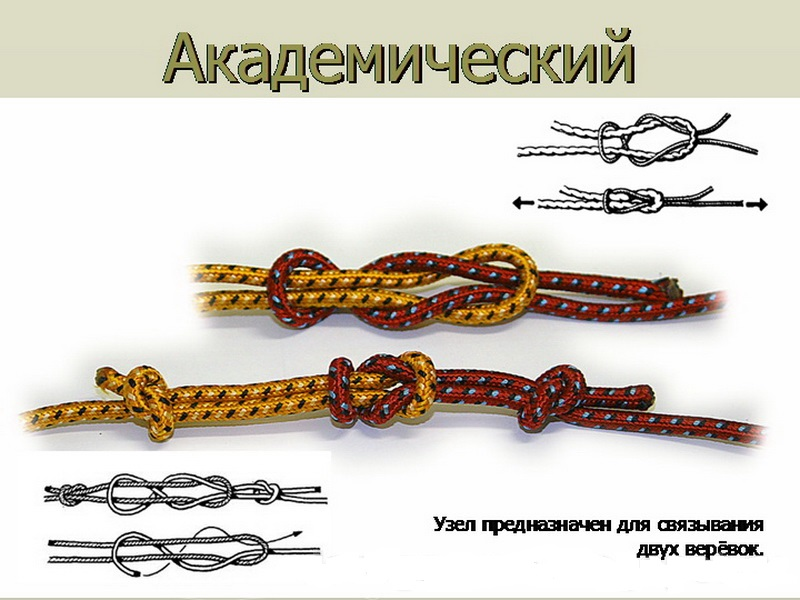 Академический
Узел предназначен для связывания
двух верёвок.